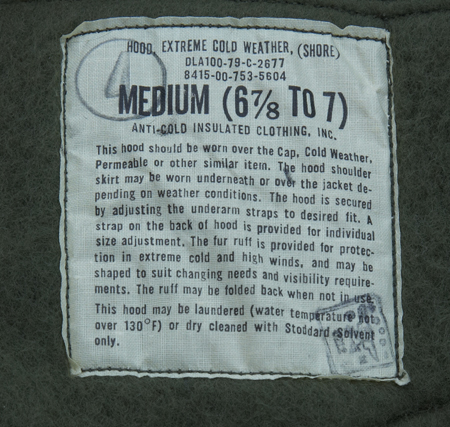 4
HOOD, EXTREME COLD WEATHER, (SHORE)
DLA100-79-C-2677
8415-00-753-5604
MEDIUM (6⅞ TO 7)
ANTI-COLD INSULATED CLOTHING, INC.
This hood should be worn over the Cap, Cold Weather,
Permeable or other similar item. The hood shoulder
skirt may be worn underneath or over the jacket de-
pending on weather conditions. The hood is secured
by adjusting the underarm straps to desired fit. A
strap on the back of hood is provided for individual
size adjustment. The fur ruff is provided for protec-
tion in extreme cold and high winds, and may be
shaped to suit changing needs and visibility require-
ments. The ruff may be folded back when not in use.
This hood may be laundered (water temperature not
over 130°F) or dry cleaned with Stoddard Solvent
only.